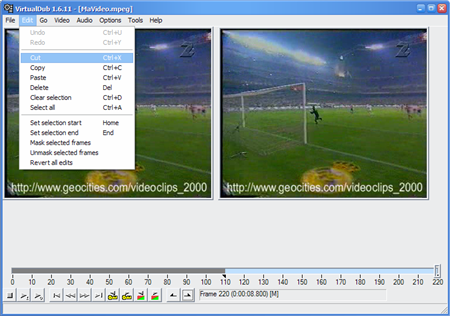 VirtualDub 1.6.11 - [MaVideo.mpeg]
File Edit Go Video Audio Options Tools Help
Undo Ctrl+U
Redo Ctrl+Y
Cut Ctrl+X
Copy Ctrl+C
Paste Ctrl+V
Delete Del
Clear selection Ctrl+D
Select all Ctrl+A
Set selection start Home
Set selection end End
Mask selected frames
Unmask selected frames
Revert all edits
http://www.geocities.com/videoclips_2000 http://www.geocities.com/videoclips_2000
0 10 20 30 40 50 60 70 80 90 100 110 120 130 140 150 160 170 180 190 200 210 220
Frame 220 (0:00:08.800) [M]